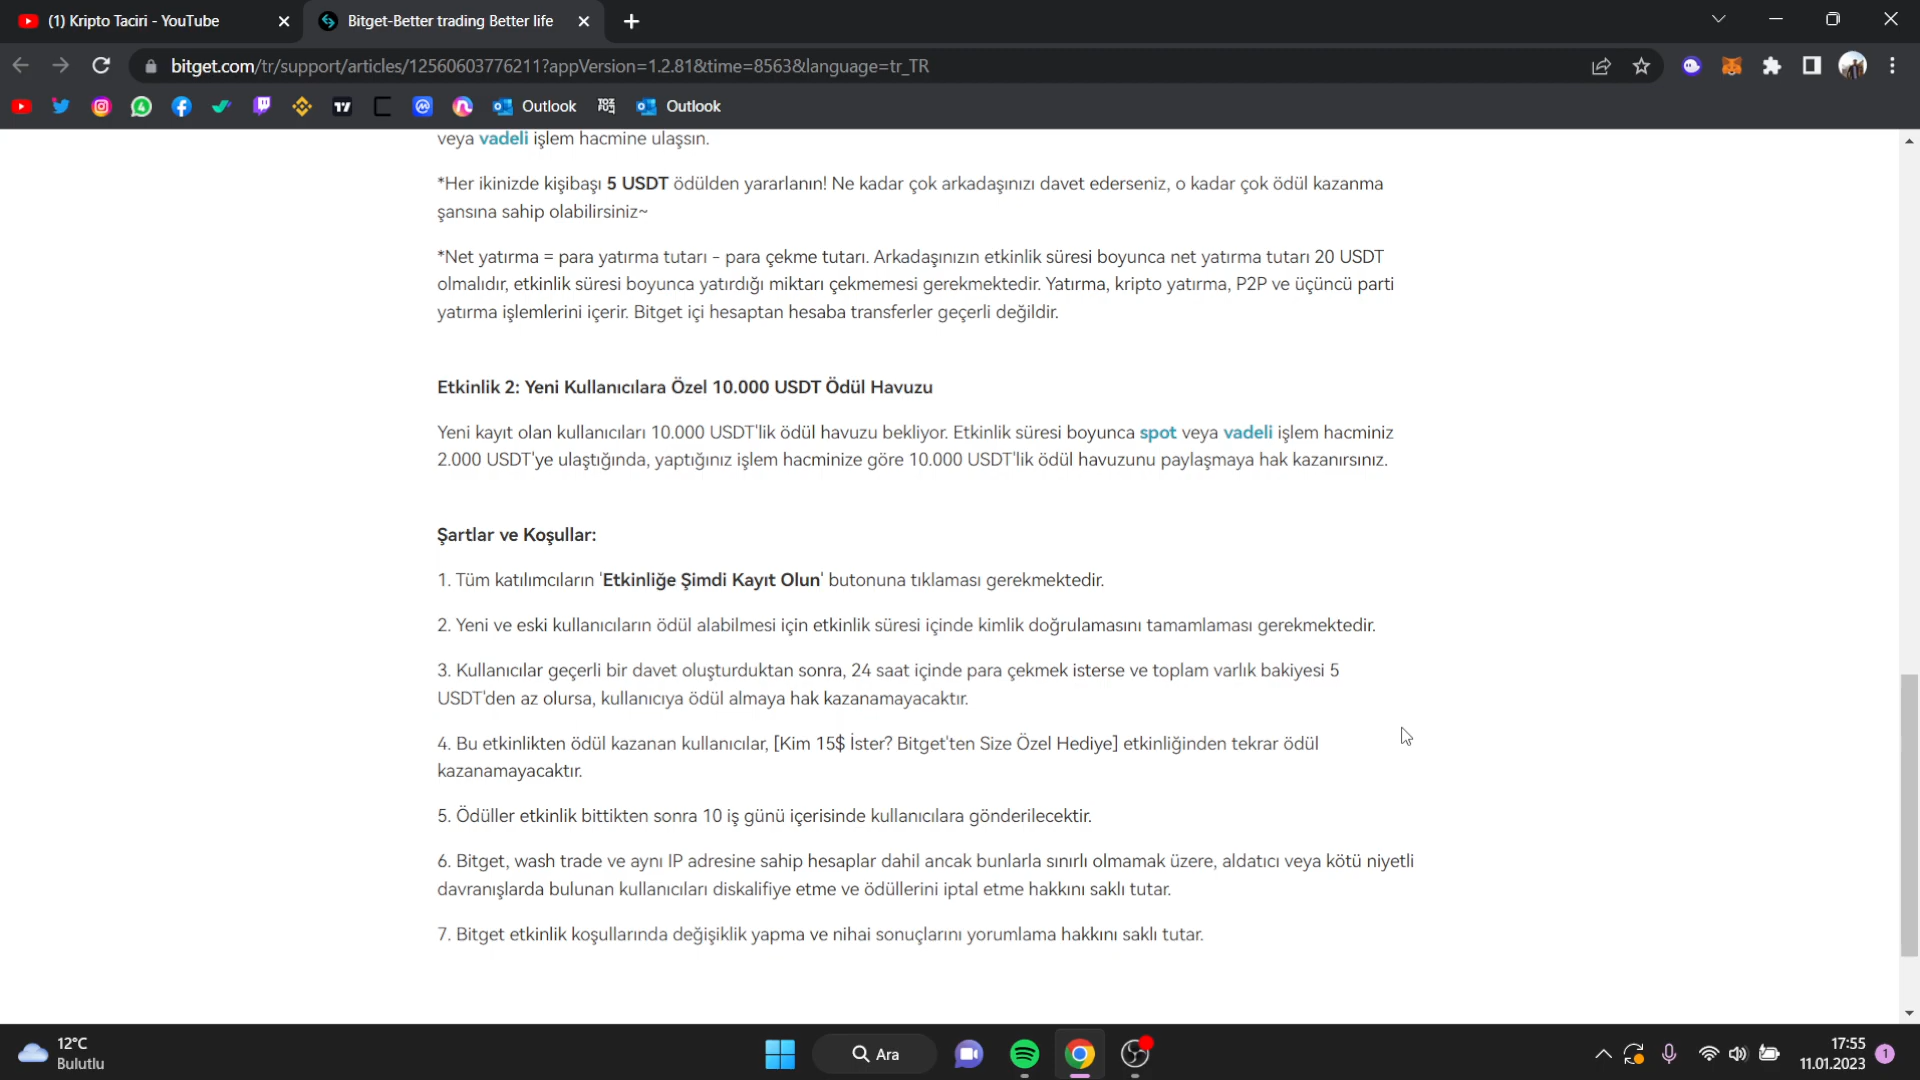 (1) Kripto Taciri - YouTube
Bitget-Better trading Better life
bitget.com/tr/support/articles/12560603776211?appVersion=1.2.81&time=8563&language=tr_TR
Outlook
Outlook
veya vadeli işlem hacmine ulaşsın.
*Her ikinizde kişibaşı 5 USDT ödülden yararlanın! Ne kadar çok arkadaşınızı davet ederseniz, o kadar çok ödül kazanma
şansına sahip olabilirsiniz~
*Net yatırma = para yatırma tutarı - para çekme tutarı. Arkadaşınızın etkinlik süresi boyunca net yatırma tutarı 20 USDT
olmalıdır, etkinlik süresi boyunca yatırdığı miktarı çekmemesi gerekmektedir. Yatırma, kripto yatırma, P2P ve üçüncü parti
yatırma işlemlerini içerir. Bitget içi hesaptan hesaba transferler geçerli değildir.
Etkinlik 2: Yeni Kullanıcılara Özel 10.000 USDT Ödül Havuzu
Yeni kayıt olan kullanıcıları 10.000 USDT'lik ödül havuzu bekliyor. Etkinlik süresi boyunca spot veya vadeli işlem hacminiz
2.000 USDT'ye ulaştığında, yaptığınız işlem hacminize göre 10.000 USDT'lik ödül havuzunu paylaşmaya hak kazanırsınız.
Şartlar ve Koşullar:
1. Tüm katılımcıların 'Etkinliğe Şimdi Kayıt Olun' butonuna tıklaması gerekmektedir.
2. Yeni ve eski kullanıcıların ödül alabilmesi için etkinlik süresi içinde kimlik doğrulamasını tamamlaması gerekmektedir.
3. Kullanıcılar geçerli bir davet oluşturduktan sonra, 24 saat içinde para çekmek isterse ve toplam varlık bakiyesi 5
USDT'den az olursa, kullanıcıya ödül almaya hak kazanamayacaktır.
4. Bu etkinlikten ödül kazanan kullanıcılar, [Kim 15$ İster? Bitget'ten Size Özel Hediye] etkinliğinden tekrar ödül
kazanamayacaktır.
5. Ödüller etkinlik bittikten sonra 10 iş günü içerisinde kullanıcılara gönderilecektir.
6. Bitget, wash trade ve aynı IP adresine sahip hesaplar dahil ancak bunlarla sınırlı olmamak üzere, aldatıcı veya kötü niyetli
davranışlarda bulunan kullanıcıları diskalifiye etme ve ödüllerini iptal etme hakkını saklı tutar.
7. Bitget etkinlik koşullarında değişiklik yapma ve nihai sonuçlarını yorumlama hakkını saklı tutar.
12°C
Bulutlu
Ara
17:55
11.01.2023
1